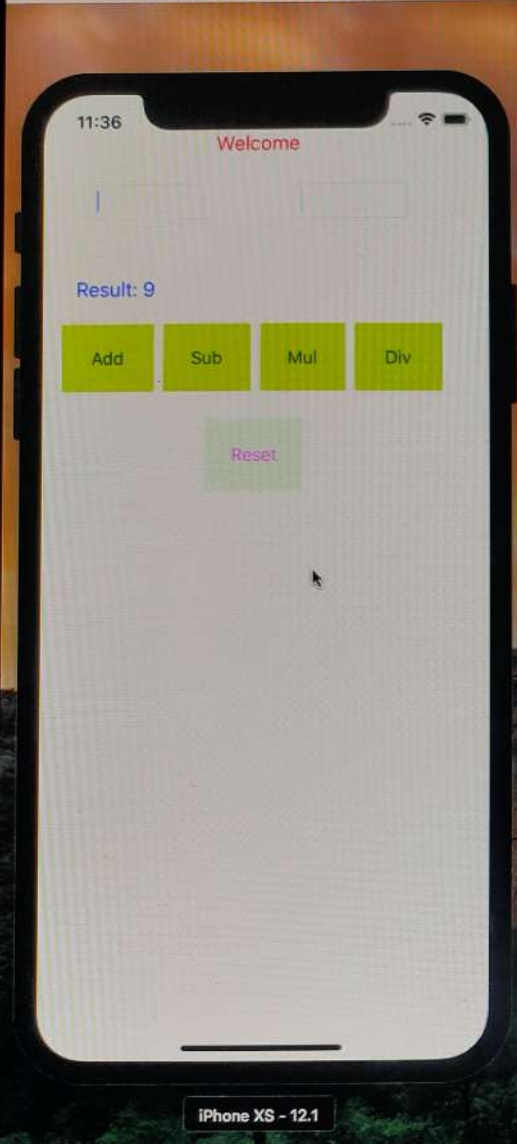 11:36
Welcome
Result: 9
Add Sub Mul Div
Reset
iPhone XS - 12.1